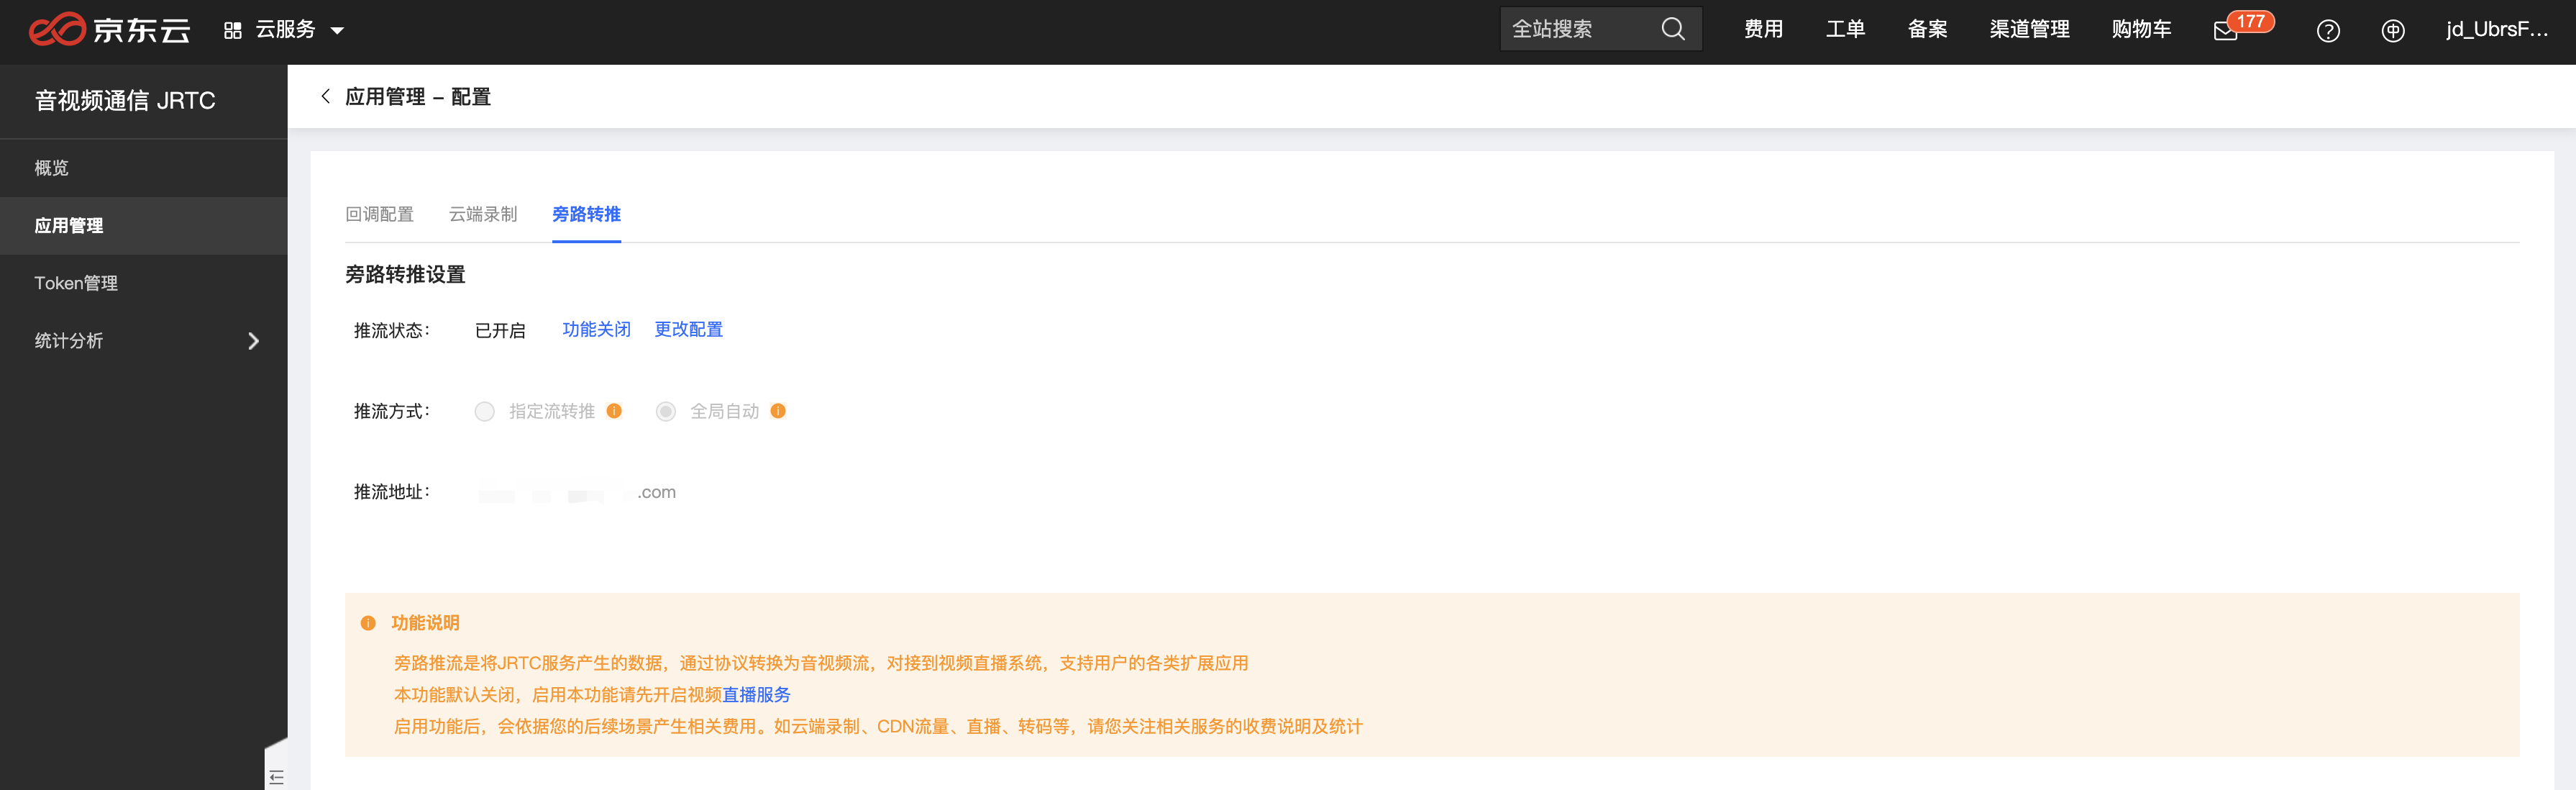 京东云 云服务 全站搜索 费用 工单 备案 渠道管理 购物车 177 jd_UbrsF...
音视频通信 JRTC
概览
应用管理
Token管理
统计分析
应用管理 – 配置
回调配置 云端录制 旁路转推
旁路转推设置
推流状态： 已开启 功能关闭 更改配置
推流方式： 指定流转推 全局自动
推流地址： .com
功能说明
旁路推流是将JRTC服务产生的数据，通过协议转换为音视频流，对接到视频直播系统，支持用户的各类扩展应用
本功能默认关闭，启用本功能请先开启视频直播服务
启用功能后，会依据您的后续场景产生相关费用。如云端录制、CDN流量、直播、转码等，请您关注相关服务的收费说明及统计